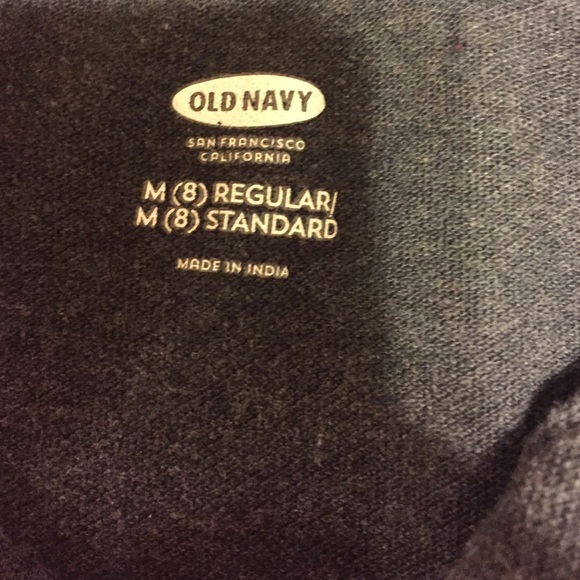 OLD NAVY
SAN FRANCISCO
CALIFORNIA
M (8) REGULAR/
M (8) STANDARD
MADE IN INDIA